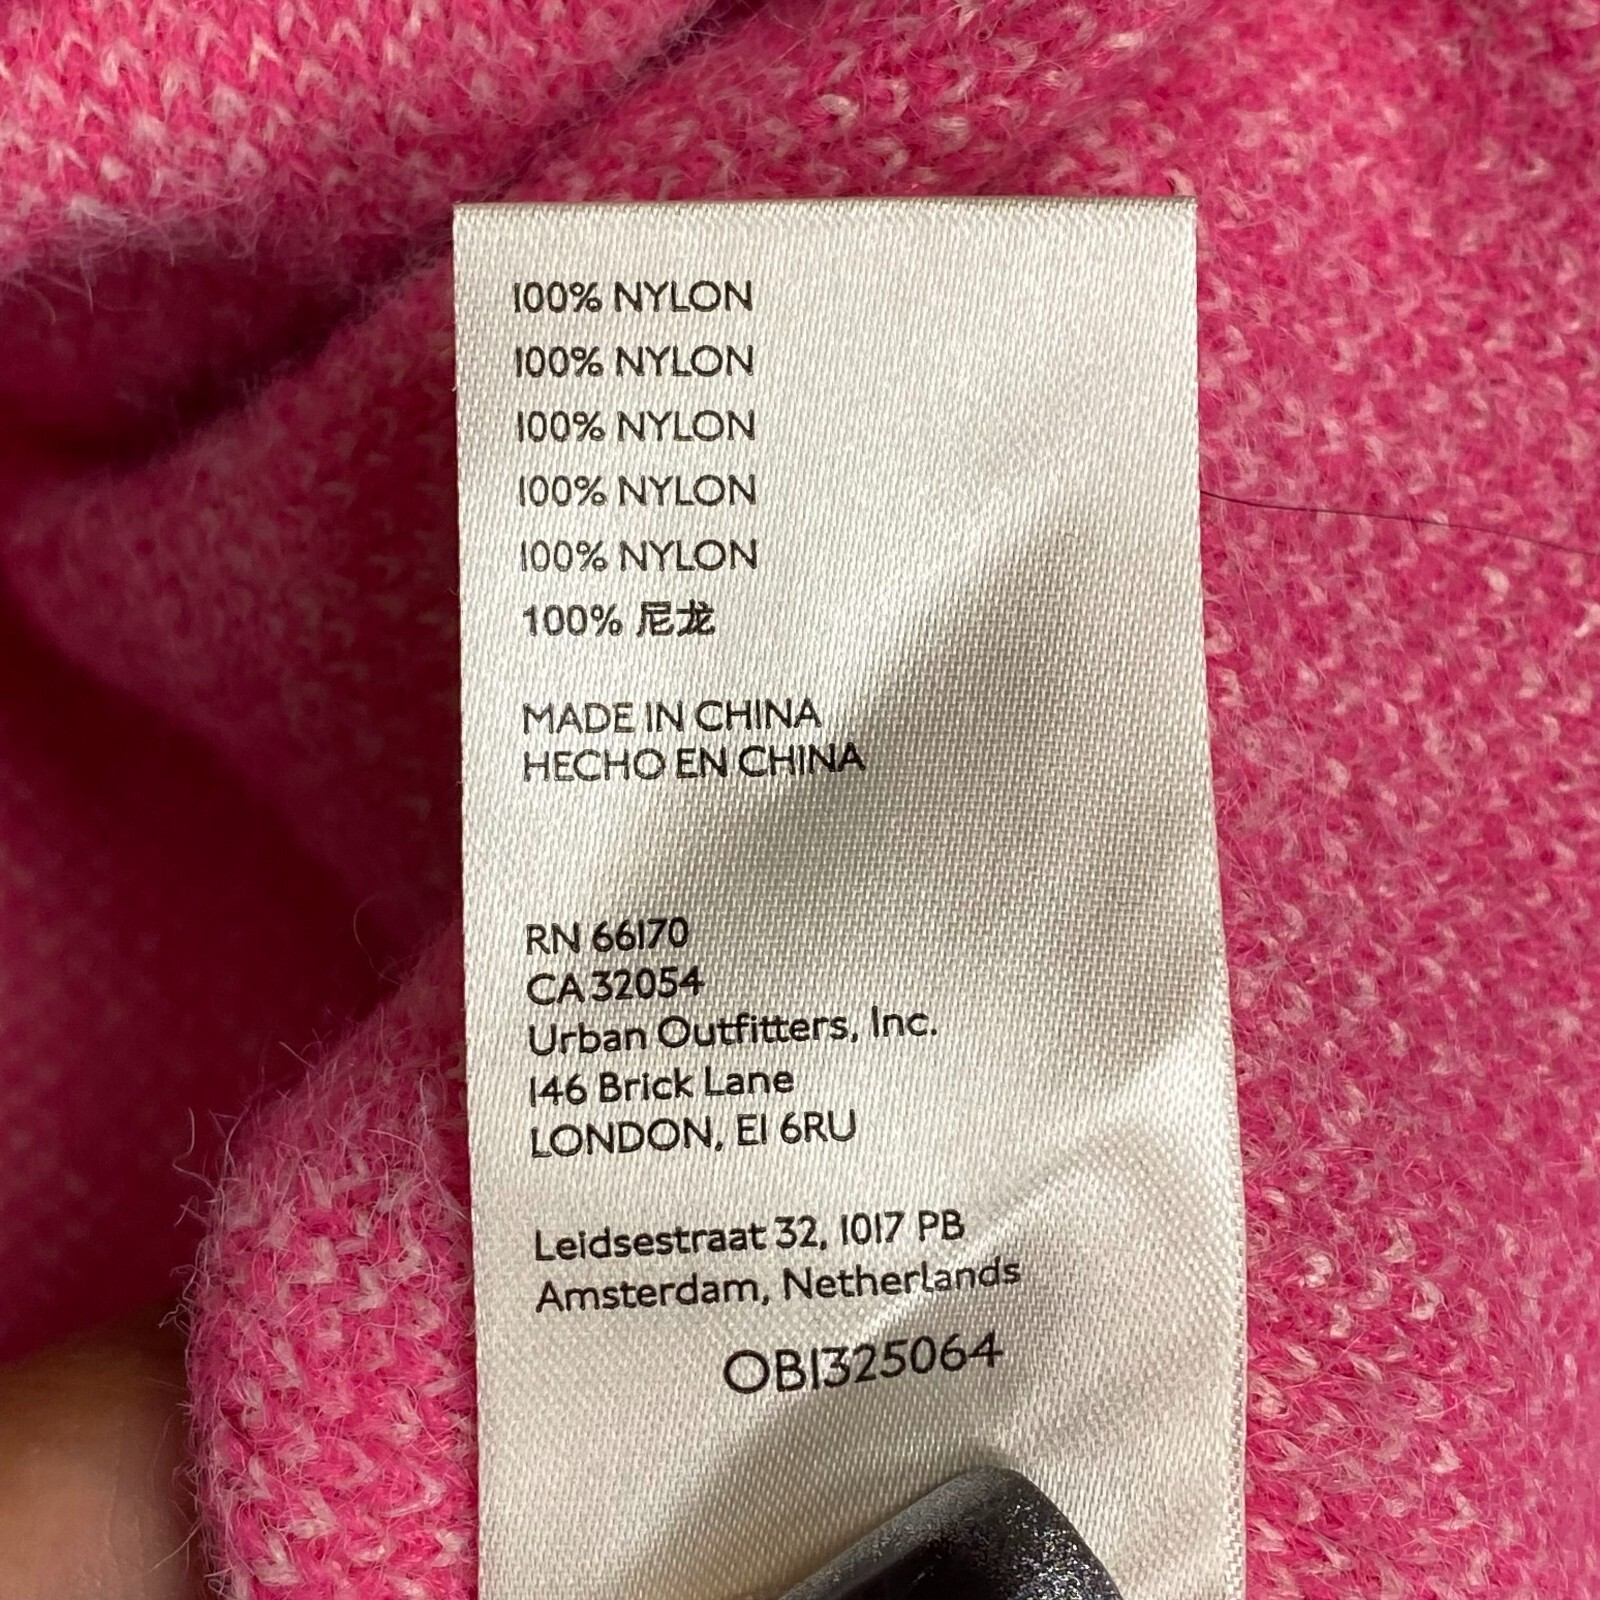 100% NYLON
100% NYLON
100% NYLON
100% NYLON
100% NYLON
100% 尼龙
MADE IN CHINA
HECHO EN CHINA
RN 66170
CA 32054
Urban Outfitters, Inc.
146 Brick Lane
LONDON, E1 6RU
Leidsestraat 32, 1017 PB
Amsterdam, Netherlands
OB1325064